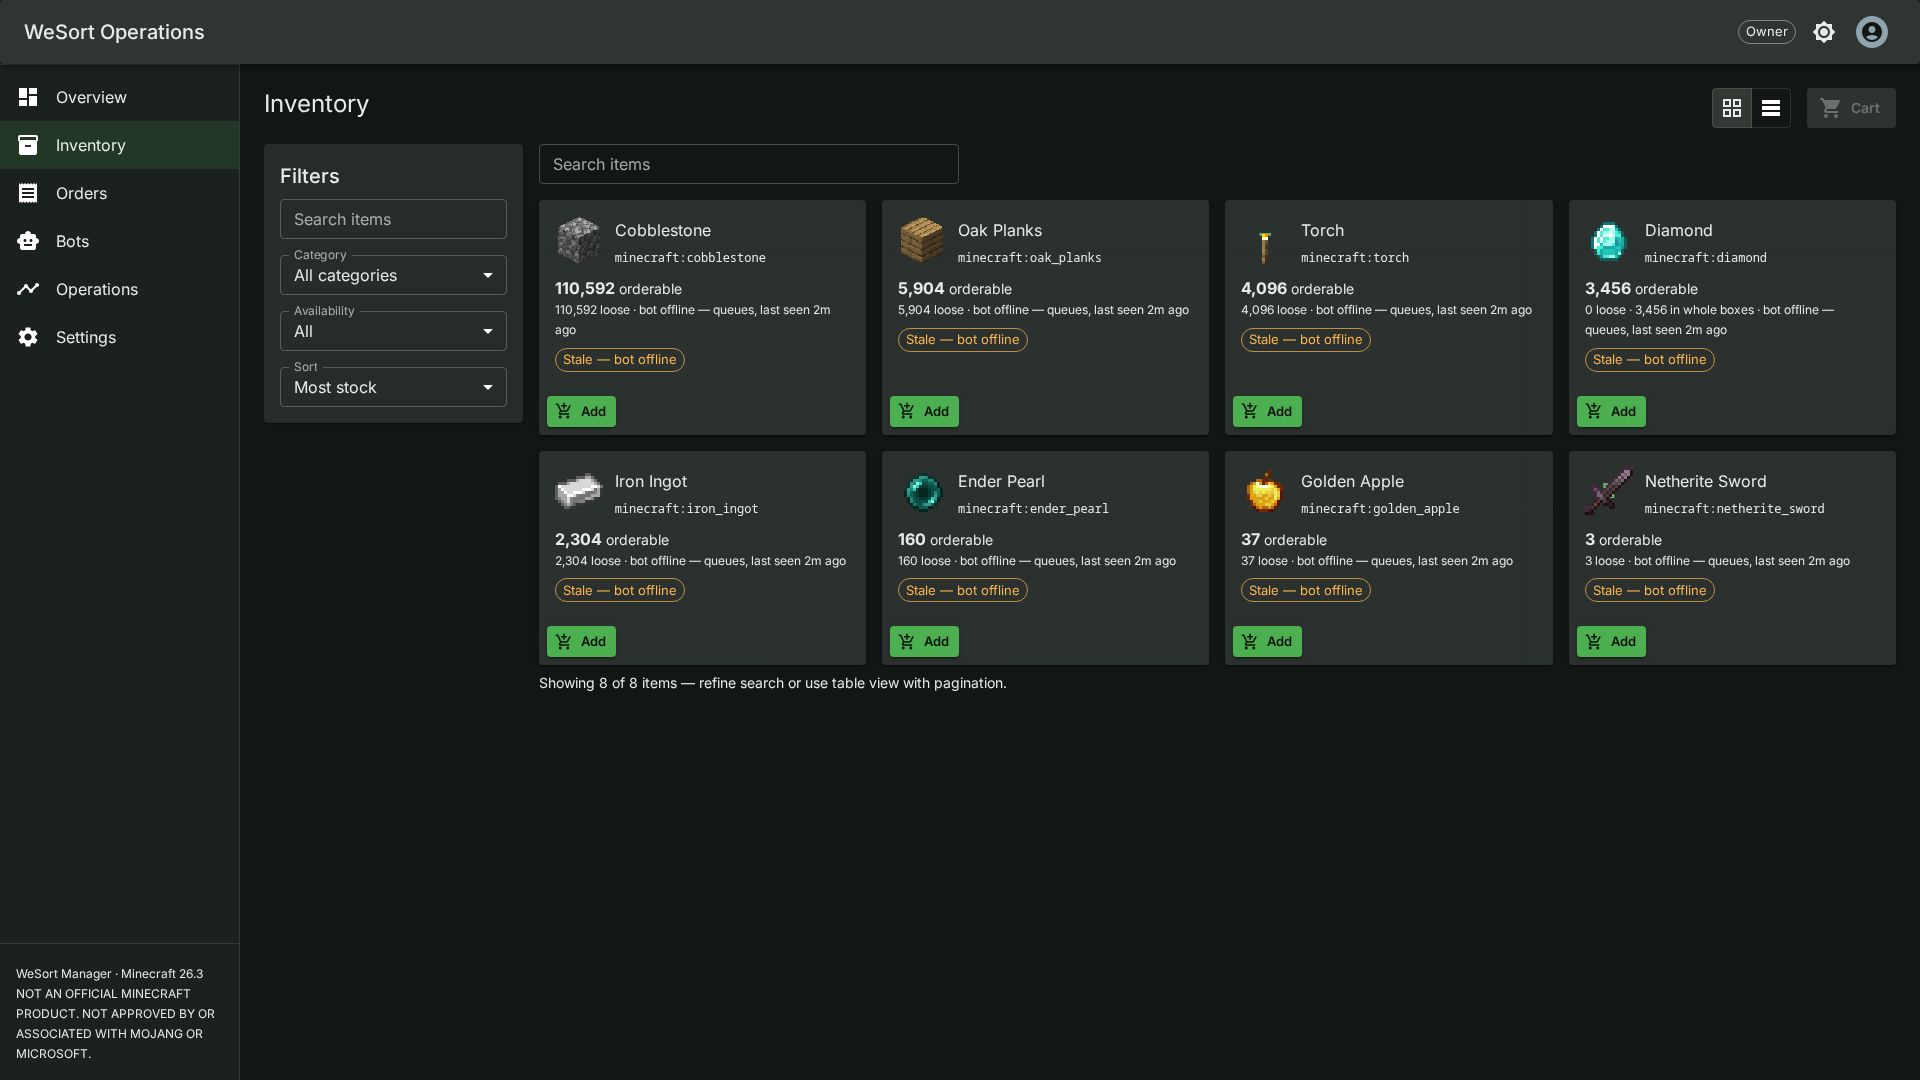 WeSort Operations
Owner
Overview
Inventory
Orders
Bots
Operations
Settings
WeSort Manager · Minecraft 26.3
NOT AN OFFICIAL MINECRAFT
PRODUCT. NOT APPROVED BY OR
ASSOCIATED WITH MOJANG OR
MICROSOFT.
Inventory
Cart
Filters
Search items
Category
All categories
Availability
All
Sort
Most stock
Search items
Cobblestone
minecraft:cobblestone
110,592 orderable
110,592 loose · bot offline — queues, last seen 2m
ago
Stale — bot offline
Add
Oak Planks
minecraft:oak_planks
5,904 orderable
5,904 loose · bot offline — queues, last seen 2m ago
Stale — bot offline
Add
Torch
minecraft:torch
4,096 orderable
4,096 loose · bot offline — queues, last seen 2m ago
Stale — bot offline
Add
Diamond
minecraft:diamond
3,456 orderable
0 loose · 3,456 in whole boxes · bot offline —
queues, last seen 2m ago
Stale — bot offline
Add
Iron Ingot
minecraft:iron_ingot
2,304 orderable
2,304 loose · bot offline — queues, last seen 2m ago
Stale — bot offline
Add
Ender Pearl
minecraft:ender_pearl
160 orderable
160 loose · bot offline — queues, last seen 2m ago
Stale — bot offline
Add
Golden Apple
minecraft:golden_apple
37 orderable
37 loose · bot offline — queues, last seen 2m ago
Stale — bot offline
Add
Netherite Sword
minecraft:netherite_sword
3 orderable
3 loose · bot offline — queues, last seen 2m ago
Stale — bot offline
Add
Showing 8 of 8 items — refine search or use table view with pagination.